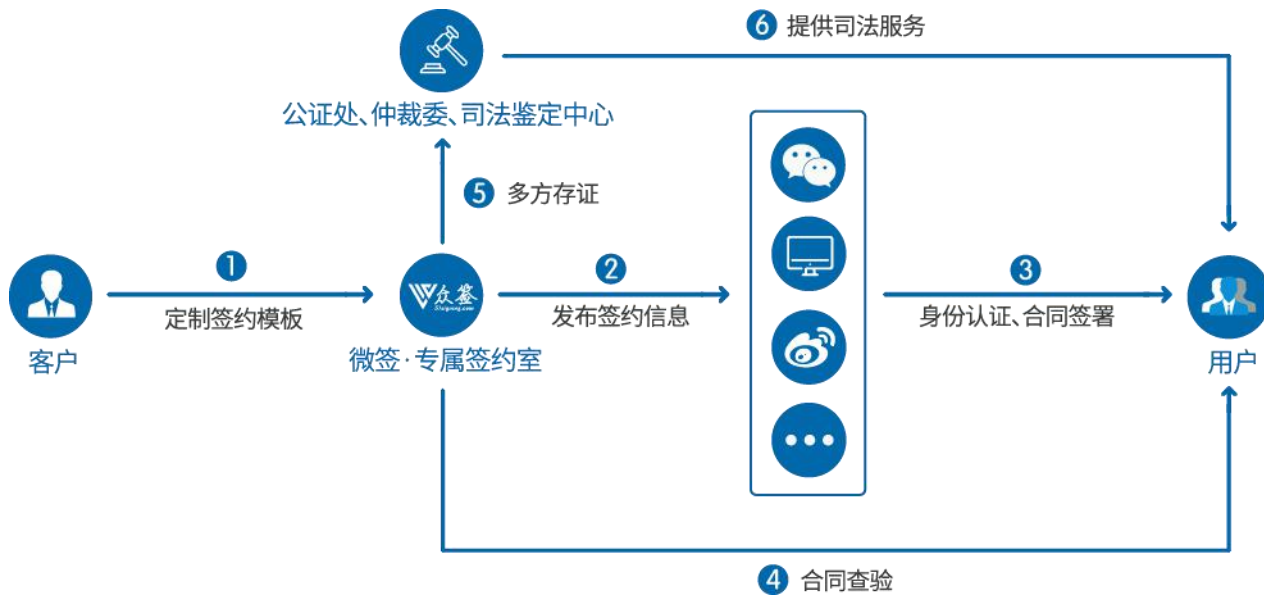 6 提供司法服务
公证处、仲裁委、司法鉴定中心
5 多方存证
1
定制签约模板
客户
众签
微签·专属签约室
2
发布签约信息
3
身份认证、合同签署
用户
4 合同查验